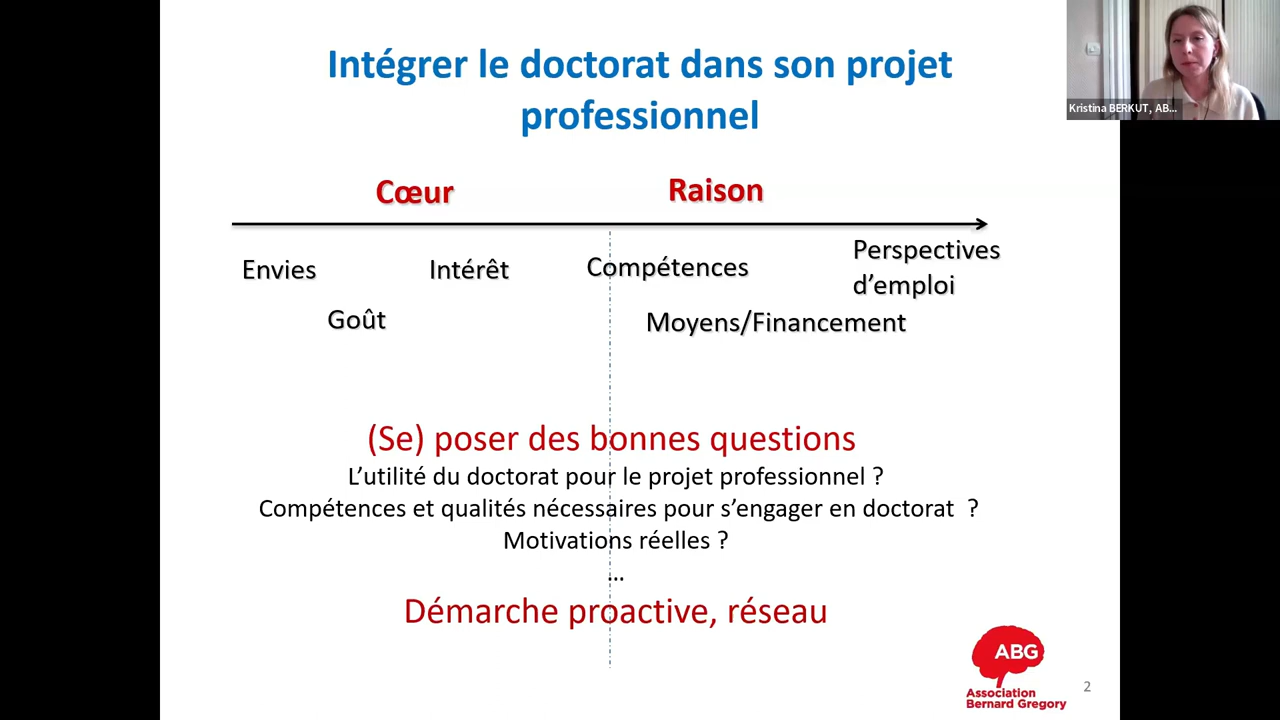 Intégrer le doctorat dans son projet
professionnel
Kristina BERKUT, AB...
Cœur
Raison
Envies
Intérêt
Compétences
Perspectives
d’emploi
Goût
Moyens/Financement
(Se) poser des bonnes questions
L’utilité du doctorat pour le projet professionnel ?
Compétences et qualités nécessaires pour s’engager en doctorat ?
Motivations réelles ?
...
Démarche proactive, réseau
ABG
Association
Bernard Gregory
2